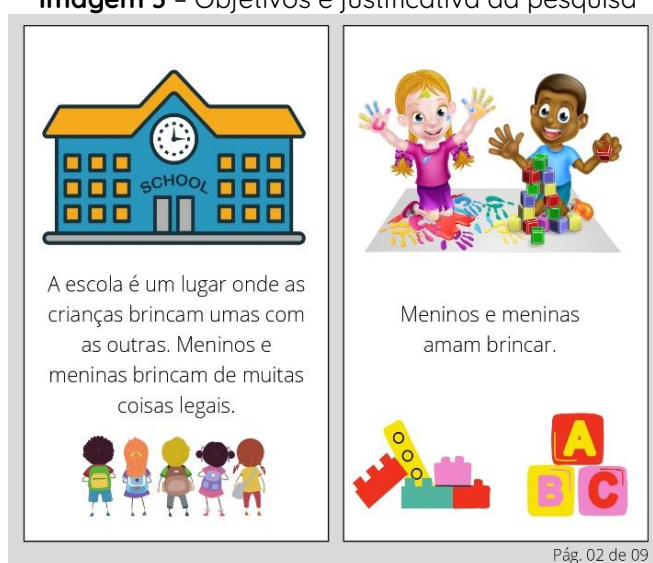 Imagem 3 – Objetivos e justificativa da pesquisa
SCHOOL
A escola é um lugar onde as
crianças brincam umas com
as outras. Meninos e
meninas brincam de muitas
coisas legais.
Meninos e meninas
amam brincar.
A
B C
Pág. 02 de 09